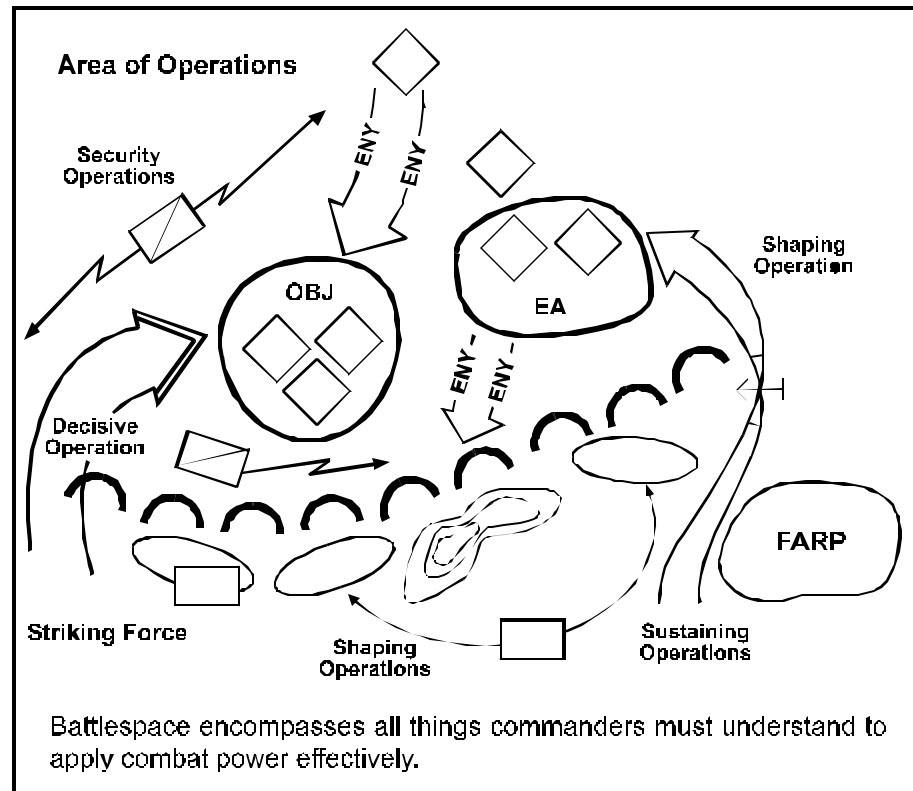 Area of Operations
Security
Operations
ENY
ENY
OBJ
EA
Shaping
Operation
ENY
ENY
Decisive
Operation
FARP
Striking Force
Shaping
Operations
Sustaining
Operations
Battlespace encompasses all things commanders must understand to
apply combat power effectively.